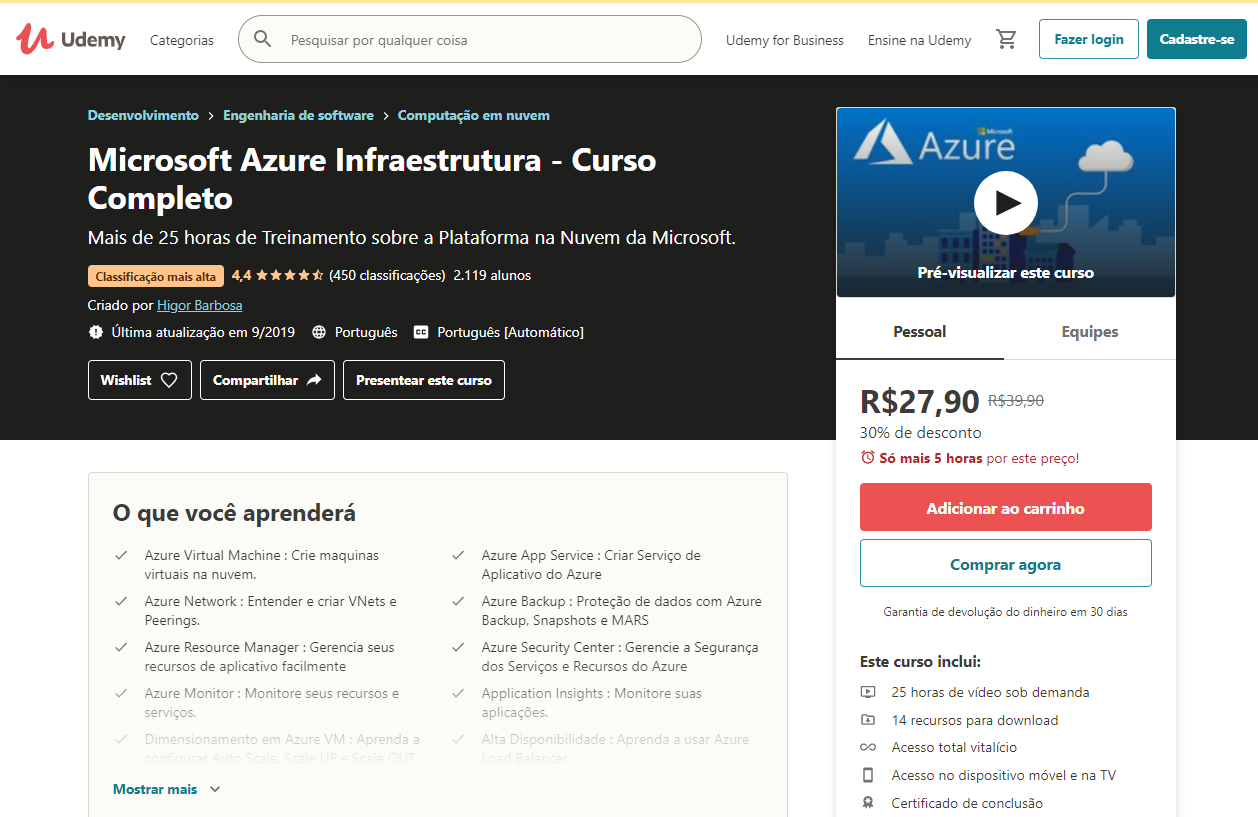 Udemy
Categorias
Pesquisar por qualquer coisa
Udemy for Business
Ensine na Udemy
Fazer login
Cadastre-se
Desenvolvimento > Engenharia de software > Computação em nuvem
Microsoft Azure Infraestrutura - Curso
Completo
Mais de 25 horas de Treinamento sobre a Plataforma na Nuvem da Microsoft.
Classificação mais alta 4,4 (450 classificações) 2.119 alunos
Criado por Higor Barbosa
Última atualização em 9/2019 Português CC Português [Automático]
Wishlist
Compartilhar
Presentear este curso
Microsoft
Azure
Pré-visualizar este curso
Pessoal
Equipes
R$27,90 R$39,90
30% de desconto
Só mais 5 horas por este preço!
Adicionar ao carrinho
Comprar agora
Garantia de devolução do dinheiro em 30 dias
Este curso inclui:
25 horas de vídeo sob demanda
14 recursos para download
Acesso total vitalício
Acesso no dispositivo móvel e na TV
Certificado de conclusão
O que você aprenderá
Azure Virtual Machine : Crie maquinas
virtuais na nuvem.
Azure App Service : Criar Serviço de
Aplicativo do Azure
Azure Network : Entender e criar VNets e
Peerings.
Azure Backup : Proteção de dados com Azure
Backup, Snapshots e MARS
Azure Resource Manager : Gerencia seus
recursos de aplicativo facilmente
Azure Security Center : Gerencie a Segurança
dos Serviços e Recursos do Azure
Azure Monitor : Monitore seus recursos e
serviços.
Application Insights : Monitore suas
aplicações.
Dimensionamento em Azure VM : Aprenda a
configurar Auto Scale, Scale UP e Scale OUT
Alta Disponibilidade : Aprenda a usar Azure
Load Balancer
Mostrar mais